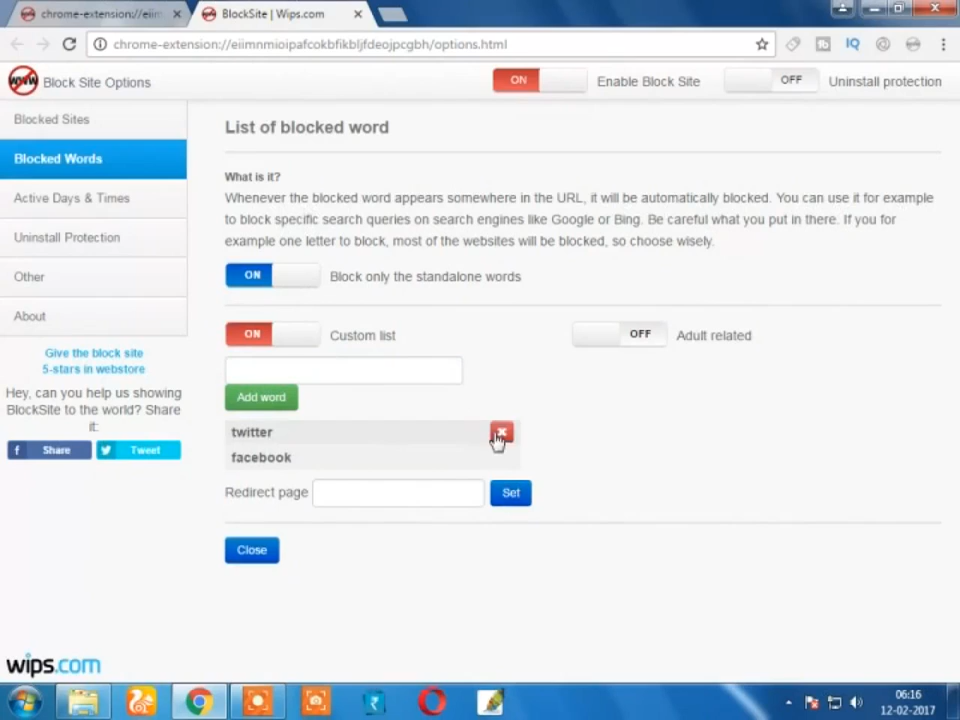 chrome-extension://eiim
BlockSite | Wips.com
chrome-extension://eiimnmioipafcokbfikbljfdeojpcgbh/options.html
IQ
WWW
Block Site Options
ON
Enable Block Site
OFF
Uninstall protection
Blocked Sites
Blocked Words
Active Days & Times
Uninstall Protection
Other
About
Give the block site
5-stars in webstore
Hey, can you help us showing
BlockSite to the world? Share
it:
f Share
Tweet
List of blocked word
What is it?
Whenever the blocked word appears somewhere in the URL, it will be automatically blocked. You can use it for example
to block specific search queries on search engines like Google or Bing. Be careful what you put in there. If you for
example one letter to block, most of the websites will be blocked, so choose wisely.
ON
Block only the standalone words
ON
Custom list
OFF
Adult related
Add word
twitter
facebook
Redirect page
Set
Close
wips.com
06:16
12-02-2017